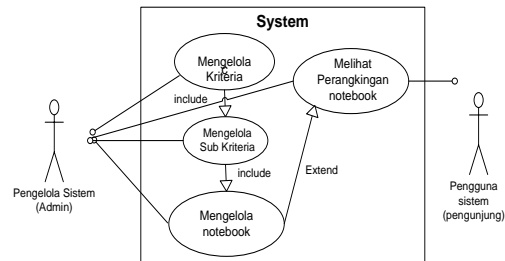 System
Mengelola
Kriteria
Melihat
Perangkingan
notebook
include
Mengelola
Sub Kriteria
include
Extend
Mengelola
notebook
Pengelola Sistem
(Admin)
Pengguna
sistem
(pengunjung)